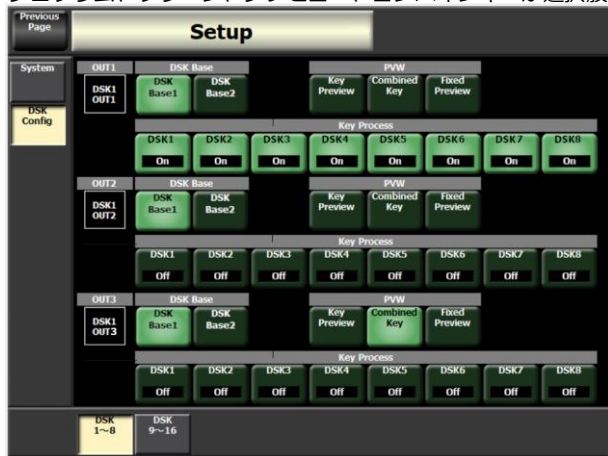 Previous
Page
Setup
System
DSK
Config
OUT1
DSK Base
PVW
DSK1
OUT1
DSK
Base1
DSK
Base2
Key
Preview
Combined
Key
Fixed
Preview
Key Process
DSK1 DSK2 DSK3 DSK4 DSK5 DSK6 DSK7 DSK8
On On On On On On On On
OUT2
DSK Base
PVW
DSK1
OUT2
DSK
Base1
DSK
Base2
Key
Preview
Combined
Key
Fixed
Preview
Key Process
DSK1 DSK2 DSK3 DSK4 DSK5 DSK6 DSK7 DSK8
Off Off Off Off Off Off Off Off
OUT3
DSK Base
PVW
DSK1
OUT3
DSK
Base1
DSK
Base2
Key
Preview
Combined
Key
Fixed
Preview
Key Process
DSK1 DSK2 DSK3 DSK4 DSK5 DSK6 DSK7 DSK8
Off Off Off Off Off Off Off Off
DSK
1～8
DSK
9～16